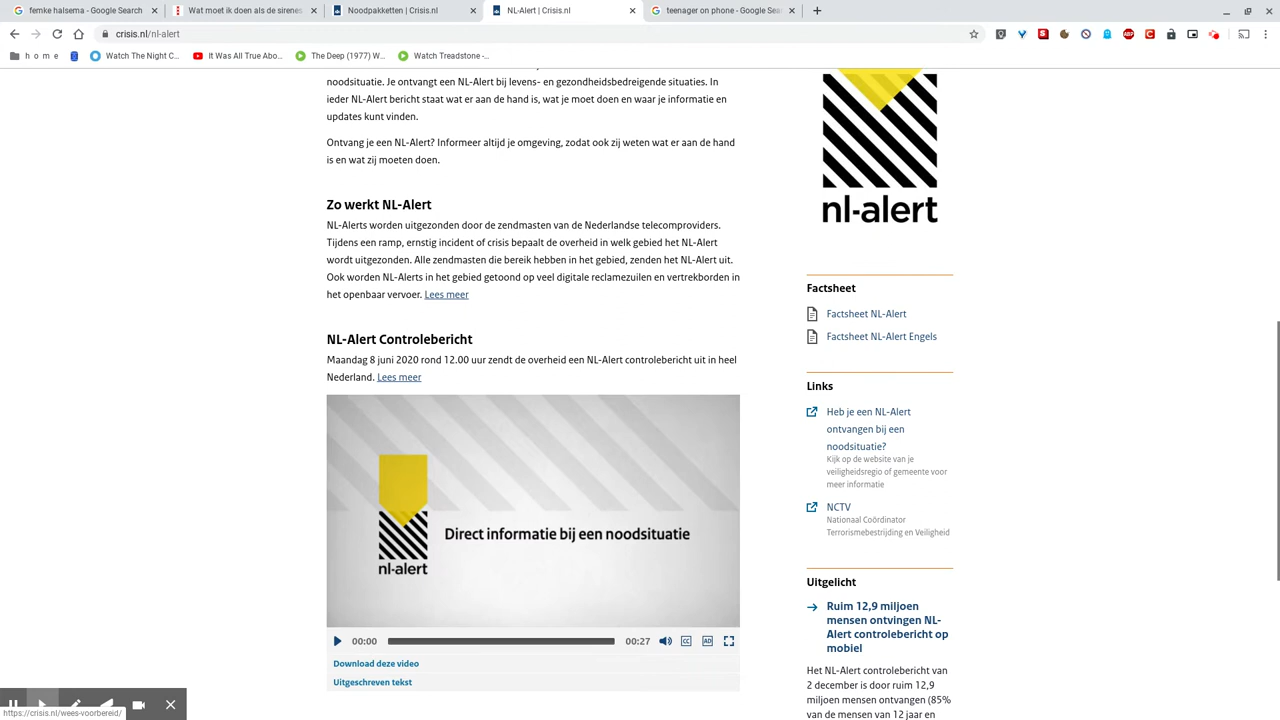 femke halsema - Google Search
Wat moet ik doen als de sirenes
Noodpakketten | Crisis.nl
NL-Alert | Crisis.nl
teenager on phone - Google Sea
crisis.nl/nl-alert
h o m e
Watch The Night C...
It Was All True Abo...
The Deep (1977) W...
Watch Treadstone -...
noodsituatie. Je ontvangt een NL-Alert bij levens- en gezondheidsbedreigende situaties. In
ieder NL-Alert bericht staat wat er aan de hand is, wat je moet doen en waar je informatie en
updates kunt vinden.
Ontvang je een NL-Alert? Informeer altijd je omgeving, zodat ook zij weten wat er aan de hand
is en wat zij moeten doen.
Zo werkt NL-Alert
NL-Alerts worden uitgezonden door de zendmasten van de Nederlandse telecomproviders.
Tijdens een ramp, ernstig incident of crisis bepaalt de overheid in welk gebied het NL-Alert
wordt uitgezonden. Alle zendmasten die bereik hebben in het gebied, zenden het NL-Alert uit.
Ook worden NL-Alerts in het gebied getoond op veel digitale reclamezuilen en vertrekborden in
het openbaar vervoer. Lees meer
NL-Alert Controlebericht
Maandag 8 juni 2020 rond 12.00 uur zendt de overheid een NL-Alert controlebericht uit in heel
Nederland. Lees meer
Direct informatie bij een noodsituatie
nl-alert
00:00
00:27
CC
AD
Download deze video
Uitgeschreven tekst
https://crisis.nl/wees-voorbereid/
nl-alert
Factsheet
Factsheet NL-Alert
Factsheet NL-Alert Engels
Links
Heb je een NL-Alert
ontvangen bij een
noodsituatie?
Kijk op de website van je
veiligheidsregio of gemeente voor
meer informatie
NCTV
Nationaal Coördinator
Terrorismebestrijding en Veiligheid
Uitgelicht
Ruim 12,9 miljoen
mensen ontvingen NL-
Alert controlebericht op
mobiel
Het NL-Alert controlebericht van
2 december is door ruim 12,9
miljoen mensen ontvangen (85%
van de mensen van 12 jaar en